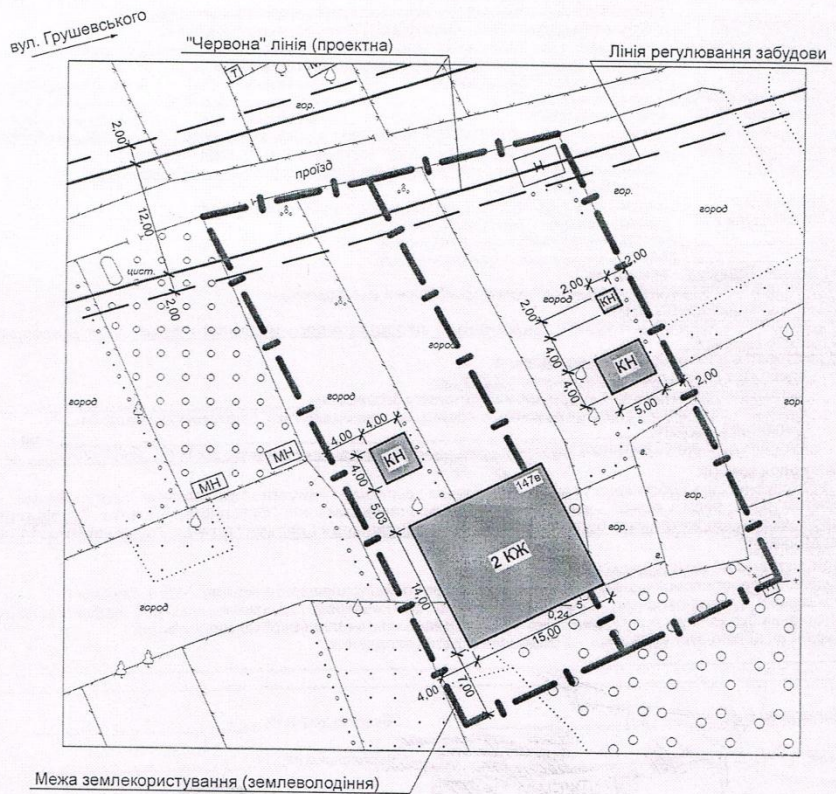 вул. Грушевського
"Червона" лінія (проектна)
Лінія регулювання забудови
Т
гор.
2,00
проїзд
Н
гор.
город
12,00
цист.
2,00
город
2,00
2,00
КН
2,00
город
4,00
КН
4,00
5,00
2,00
город
город
4,00
4,00
КН
4,00
МН
МН
5,03
147в
гор.
гор.
2 КЖ
14,00
город
0,24
5
15,00
4,00
7,00
Межа землекористування (землеволодіння)